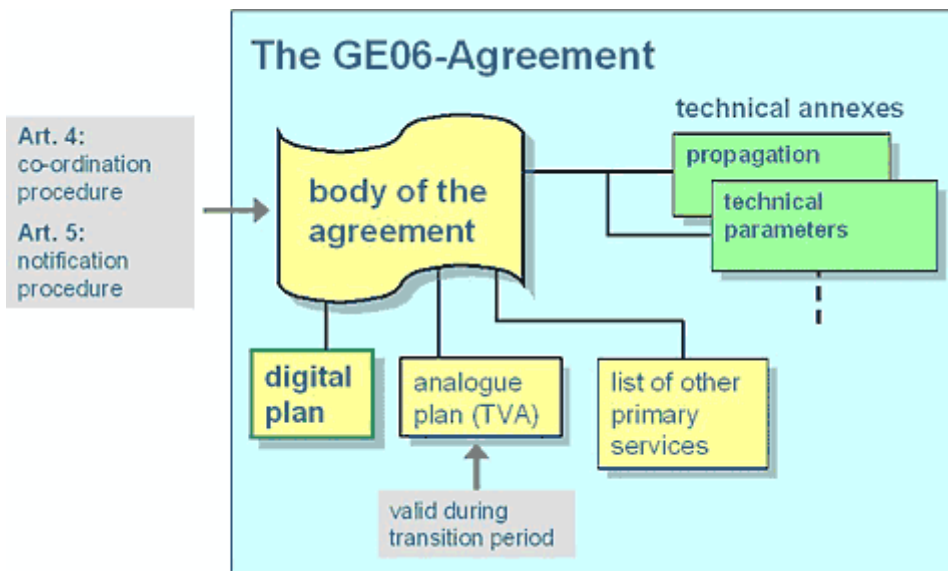 The GE06-Agreement
Art. 4:
co-ordination
procedure
Art. 5:
notification
procedure
body of the
agreement
technical annexes
propagation
technical
parameters
digital
plan
analogue
plan (TVA)
list of other
primary
services
valid during
transition period